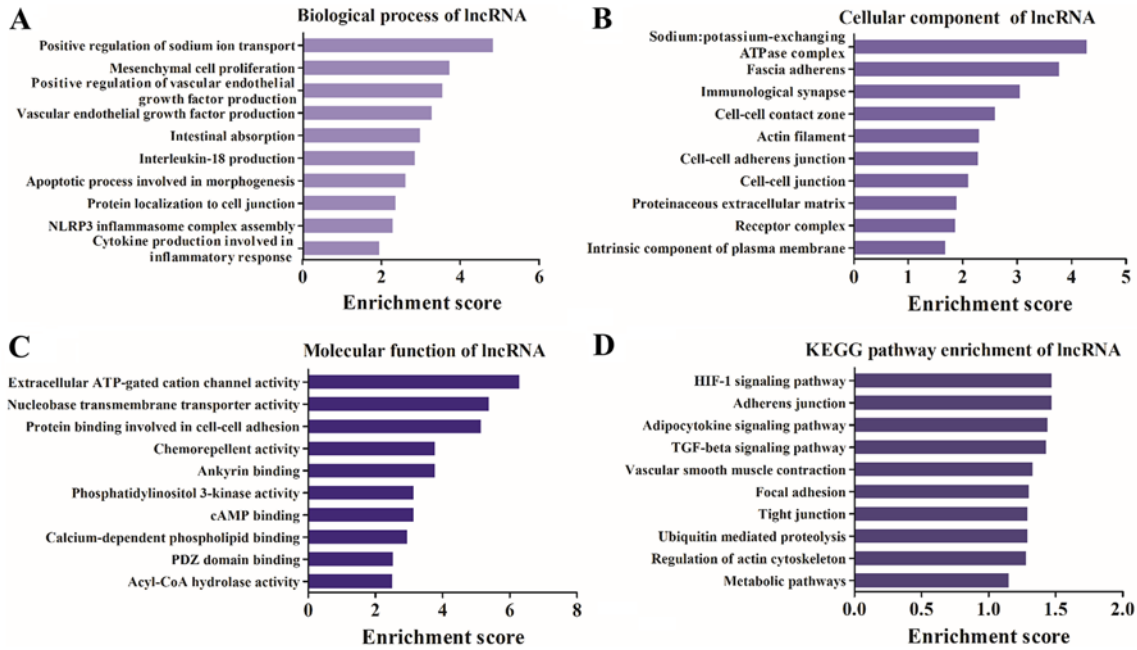 A
Biological process of lncRNA
Positive regulation of sodium ion transport
Mesenchymal cell proliferation
Positive regulation of vascular endothelial
growth factor production
Vascular endothelial growth factor production
Intestinal absorption
Interleukin-18 production
Apoptotic process involved in morphogenesis
Protein localization to cell junction
NLRP3 inflammasome complex assembly
Cytokine production involved in
inflammatory response
0 2 4 6
Enrichment score
B
Cellular component of lncRNA
Sodium:potassium-exchanging
ATPase complex
Fascia adherens
Immunological synapse
Cell-cell contact zone
Actin filament
Cell-cell adherens junction
Cell-cell junction
Proteinaceous extracellular matrix
Receptor complex
Intrinsic component of plasma membrane
0 1 2 3 4 5
Enrichment score
C
Molecular function of lncRNA
Extracellular ATP-gated cation channel activity
Nucleobase transmembrane transporter activity
Protein binding involved in cell-cell adhesion
Chemorepellent activity
Ankyrin binding
Phosphatidylinositol 3-kinase activity
cAMP binding
Calcium-dependent phospholipid binding
PDZ domain binding
Acyl-CoA hydrolase activity
0 2 4 6 8
Enrichment score
D
KEGG pathway enrichment of lncRNA
HIF-1 signaling pathway
Adherens junction
Adipocytokine signaling pathway
TGF-beta signaling pathway
Vascular smooth muscle contraction
Focal adhesion
Tight junction
Ubiquitin mediated proteolysis
Regulation of actin cytoskeleton
Metabolic pathways
0.0 0.5 1.0 1.5 2.0
Enrichment score